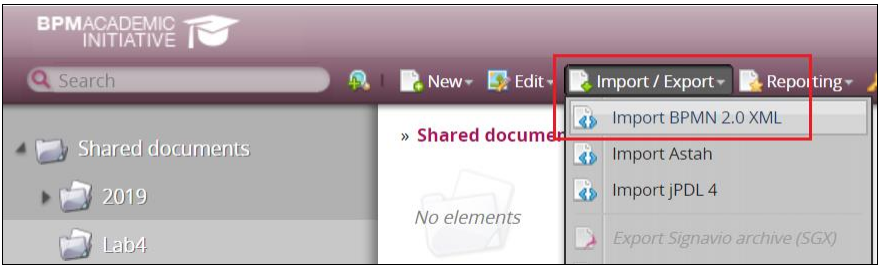 BPMACADEMIC
INITIATIVE
Search
New
Edit
Import / Export
Reporting
Import BPMN 2.0 XML
Import Astah
Import jPDL 4
Export Signavio archive (SGX)
Shared documents
2019
Lab4
» Shared documen
No elements